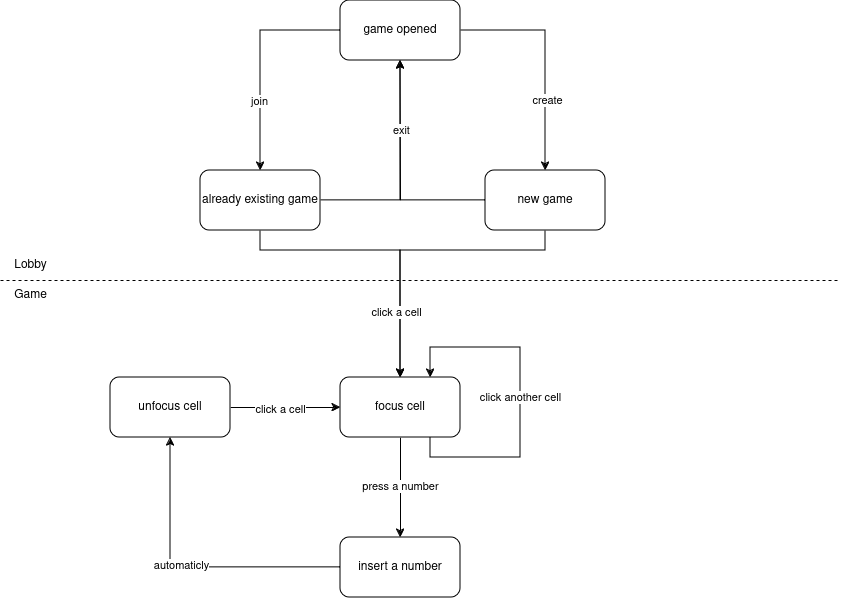 game opened
join
create
exit
already existing game
new game
Lobby
Game
click a cell
unfocus cell
click a cell
focus cell
click another cell
press a number
automaticly
insert a number